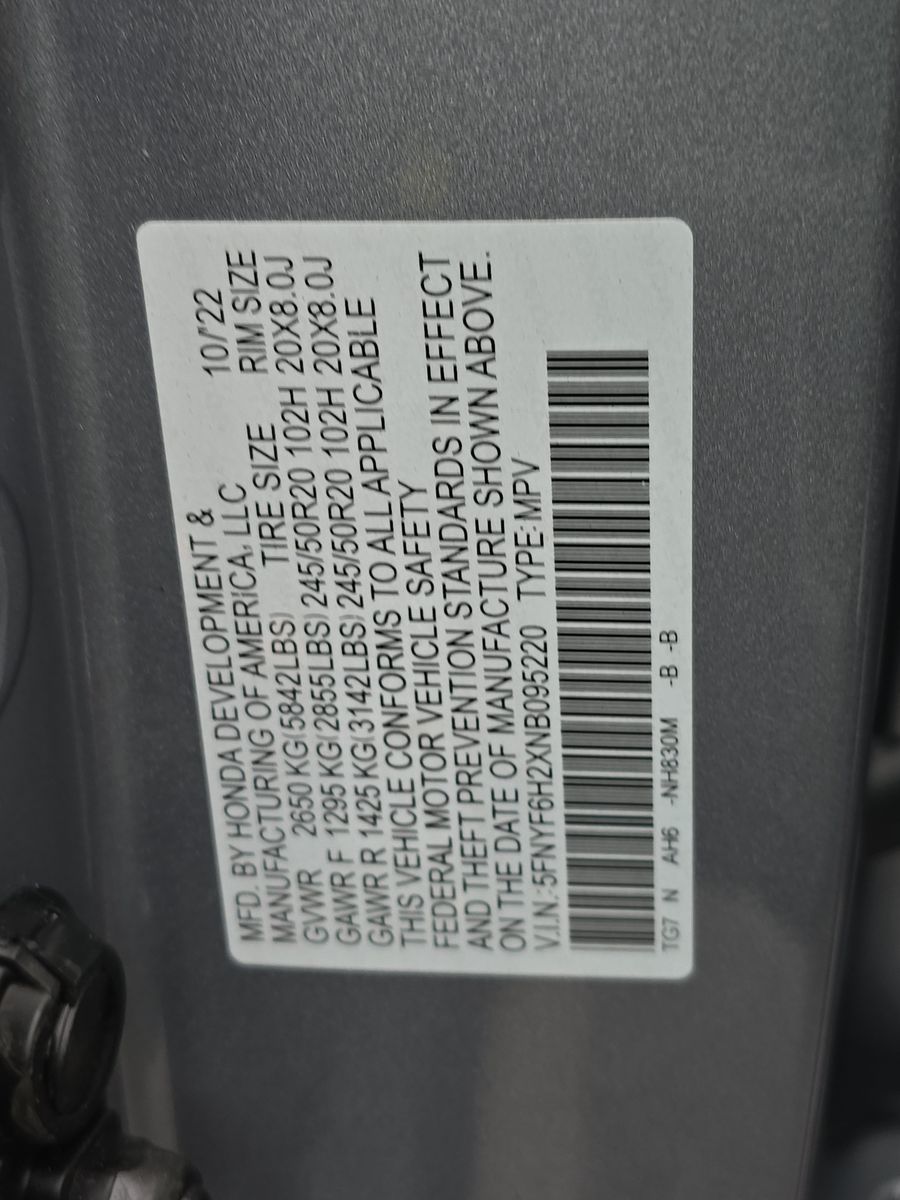 MFD. BY HONDA DEVELOPMENT & 10/'22
MANUFACTURING OF AMERICA, LLC
TIRE SIZE RIM SIZE
GVWR 2650 KG(5842LBS)
GAWR F 1295 KG(2855LBS) 245/50R20 102H 20X8.0J
GAWR R 1425 KG(3142LBS) 245/50R20 102H 20X8.0J
THIS VEHICLE CONFORMS TO ALL APPLICABLE
FEDERAL MOTOR VEHICLE SAFETY
AND THEFT PREVENTION STANDARDS IN EFFECT
ON THE DATE OF MANUFACTURE SHOWN ABOVE.
V.I.N.:5FNYF6H2XNB095220 TYPE:MPV
TG7 N AH6 -NH830M -B -B